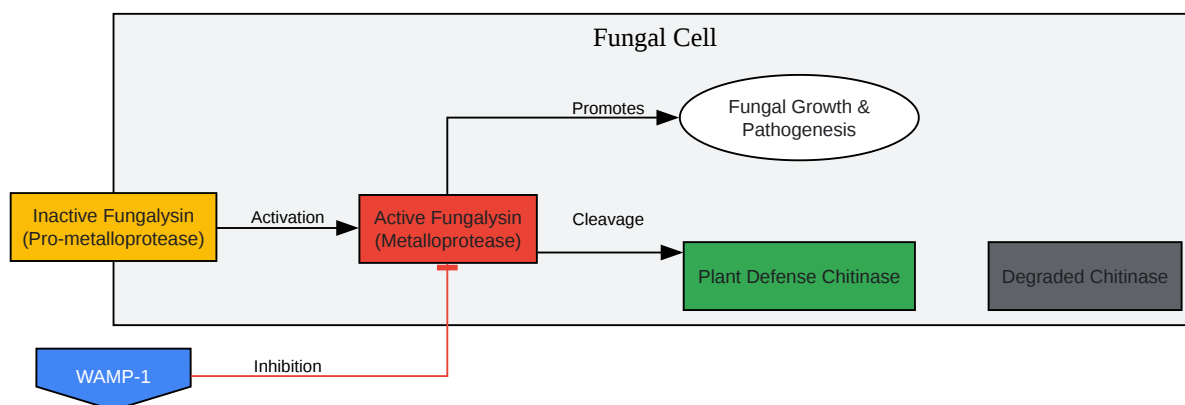 Fungal Cell
Promotes
Fungal Growth &
Pathogenesis
Inactive Fungalysin
(Pro-metalloprotease)
Activation
Active Fungalysin
(Metalloprotease)
Cleavage
Plant Defense Chitinase
Degraded Chitinase
WAMP-1
Inhibition